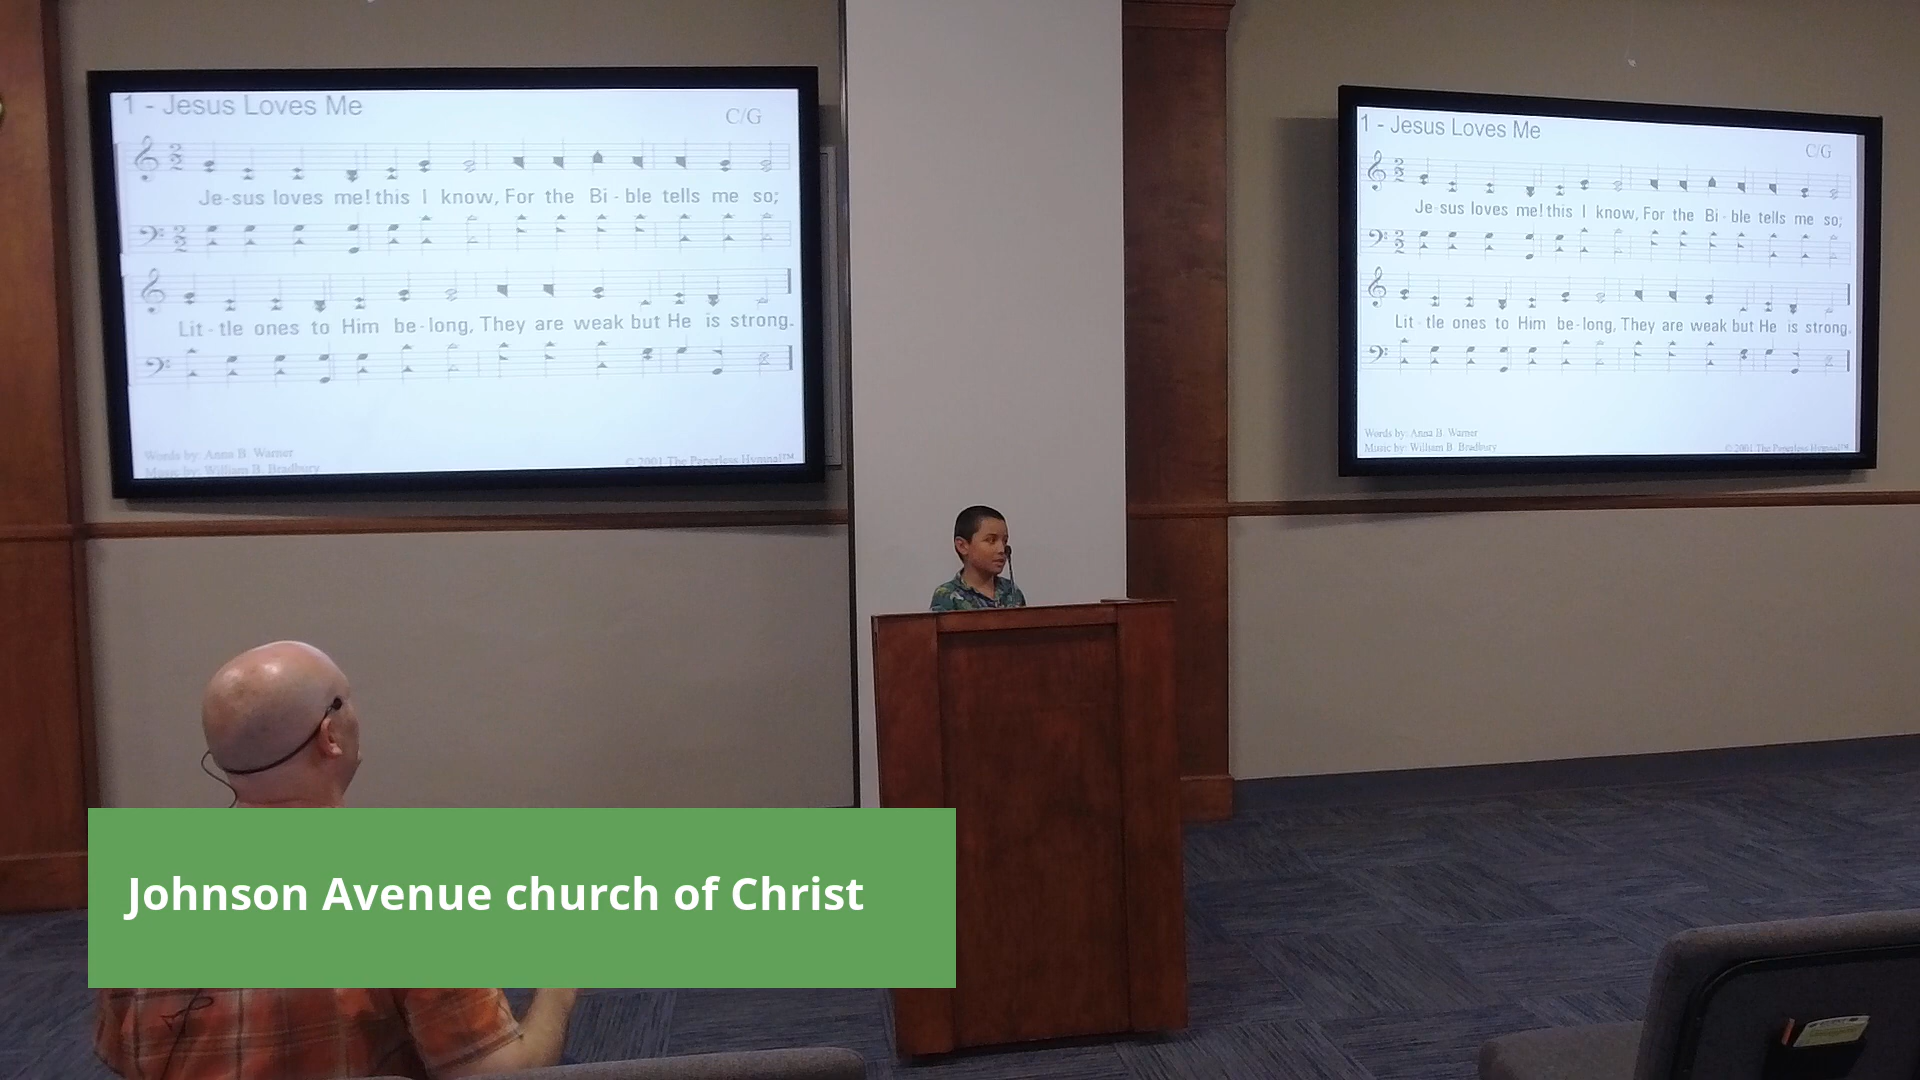 1 - Jesus Loves Me
C/G
Je-sus loves me! this I know, For the Bi-ble tells me so;
Lit-tle ones to Him be-long, They are weak but He is strong.
Words by: Anna B. Warner
Music by: William B. Bradbury
© 2001 The Paperless Hymnal™
1 - Jesus Loves Me
C/G
Je-sus loves me! this I know, For the Bi-ble tells me so;
Lit-tle ones to Him be-long, They are weak but He is strong.
Words by: Anna B. Warner
Music by: William B. Bradbury
© 2001 The Paperless Hymnal™
Johnson Avenue church of Christ